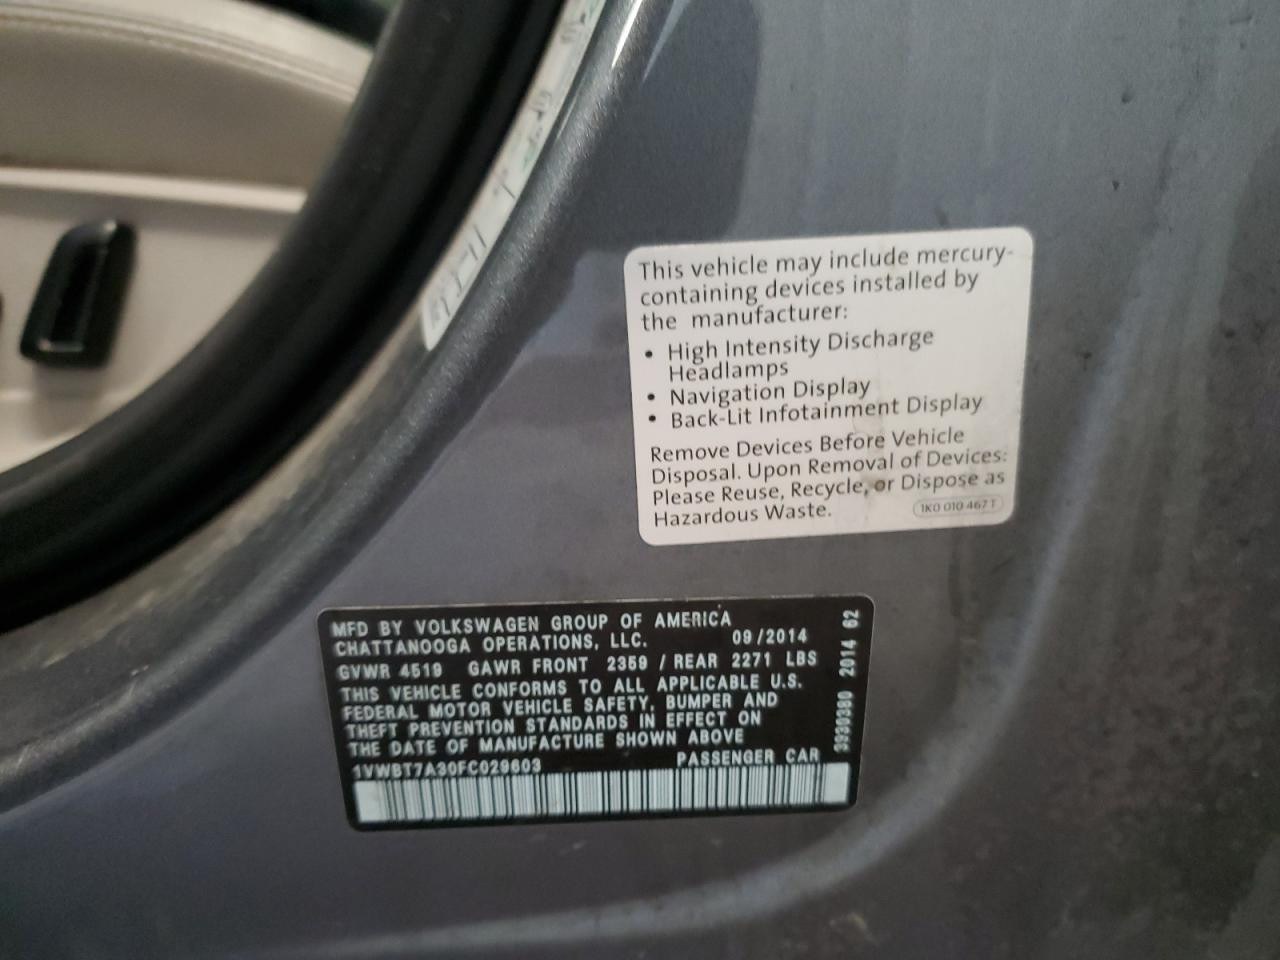 This vehicle may include mercury-
containing devices installed by
the manufacturer:
• High Intensity Discharge
Headlamps
• Navigation Display
• Back-Lit Infotainment Display
Remove Devices Before Vehicle
Disposal. Upon Removal of Devices:
Please Reuse, Recycle, or Dispose as
Hazardous Waste.
1K0 010 467 T
MFD BY VOLKSWAGEN GROUP OF AMERICA
CHATTANOOGA OPERATIONS, LLC. 09/2014
GVWR 4519 GAWR FRONT 2359 / REAR 2271 LBS
THIS VEHICLE CONFORMS TO ALL APPLICABLE U.S.
FEDERAL MOTOR VEHICLE SAFETY, BUMPER AND
THEFT PREVENTION STANDARDS IN EFFECT ON
THE DATE OF MANUFACTURE SHOWN ABOVE
1VWBT7A30FC029603 PASSENGER CAR
3930380 2014 62